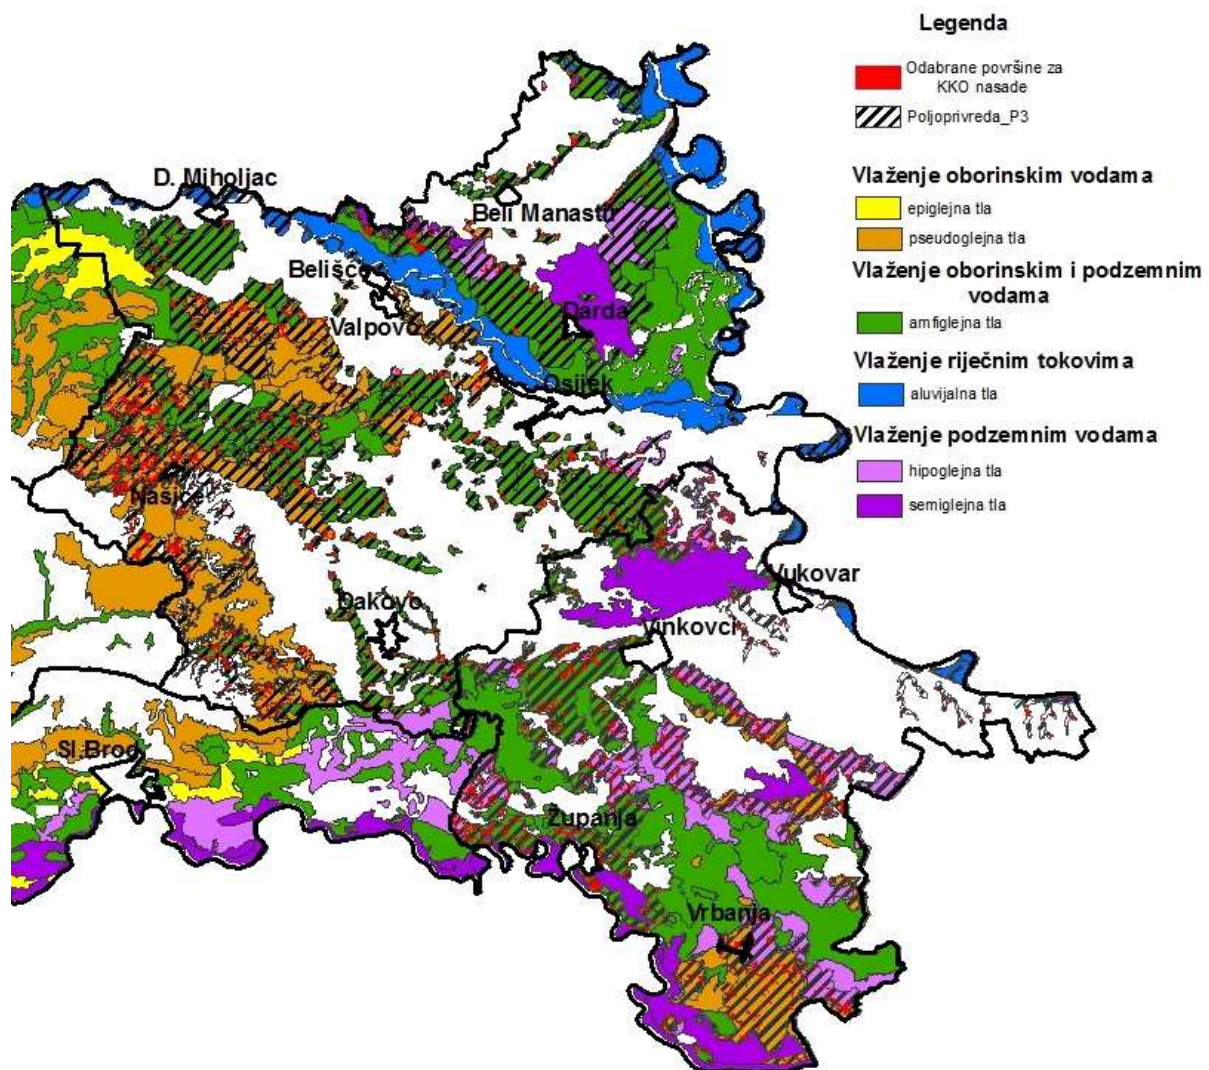 Legenda
Odabrane površine za
KKO nasade
Poljoprivreda_P3
Vlaženje oborinskim vodama
epiglejna tla
pseudoglejna tla
Vlaženje oborinskim i podzemnim
vodama
amfiglejna tla
Vlaženje riječnim tokovima
aluvijalna tla
Vlaženje podzemnim vodama
hipoglejna tla
semiglejna tla
D. Miholjac
Beli Manastir
Belišće
Darda
Valpovo
Osijek
Našice
Vukovar
Đakovo
Vinkovci
Sl Brod
Županja
Vrbanja